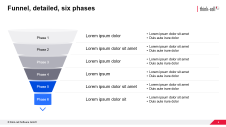 Funnel, detailed, six phases
think-cell
Phase 1
Lorem ipsum dolor
• Lorem ipsum dolor sit amet
• Duis aute irure dolor
Phase 2
Lorem ipsum dolor sit amet
• Lorem ipsum dolor sit amet
• Duis aute irure dolor
Phase 3
Lorem ipsum dolor
• Lorem ipsum dolor sit amet
• Duis aute irure dolor
Phase 4
Lorem ipsum
• Lorem ipsum dolor sit amet
• Duis aute irure dolor
Phase 5
Lorem ipsum dolor sit amet
• Lorem ipsum dolor sit amet
• Duis aute irure dolor
Phase 6
Lorem ipsum dolor sit
• Lorem ipsum dolor sit amet
• Duis aute irure dolor